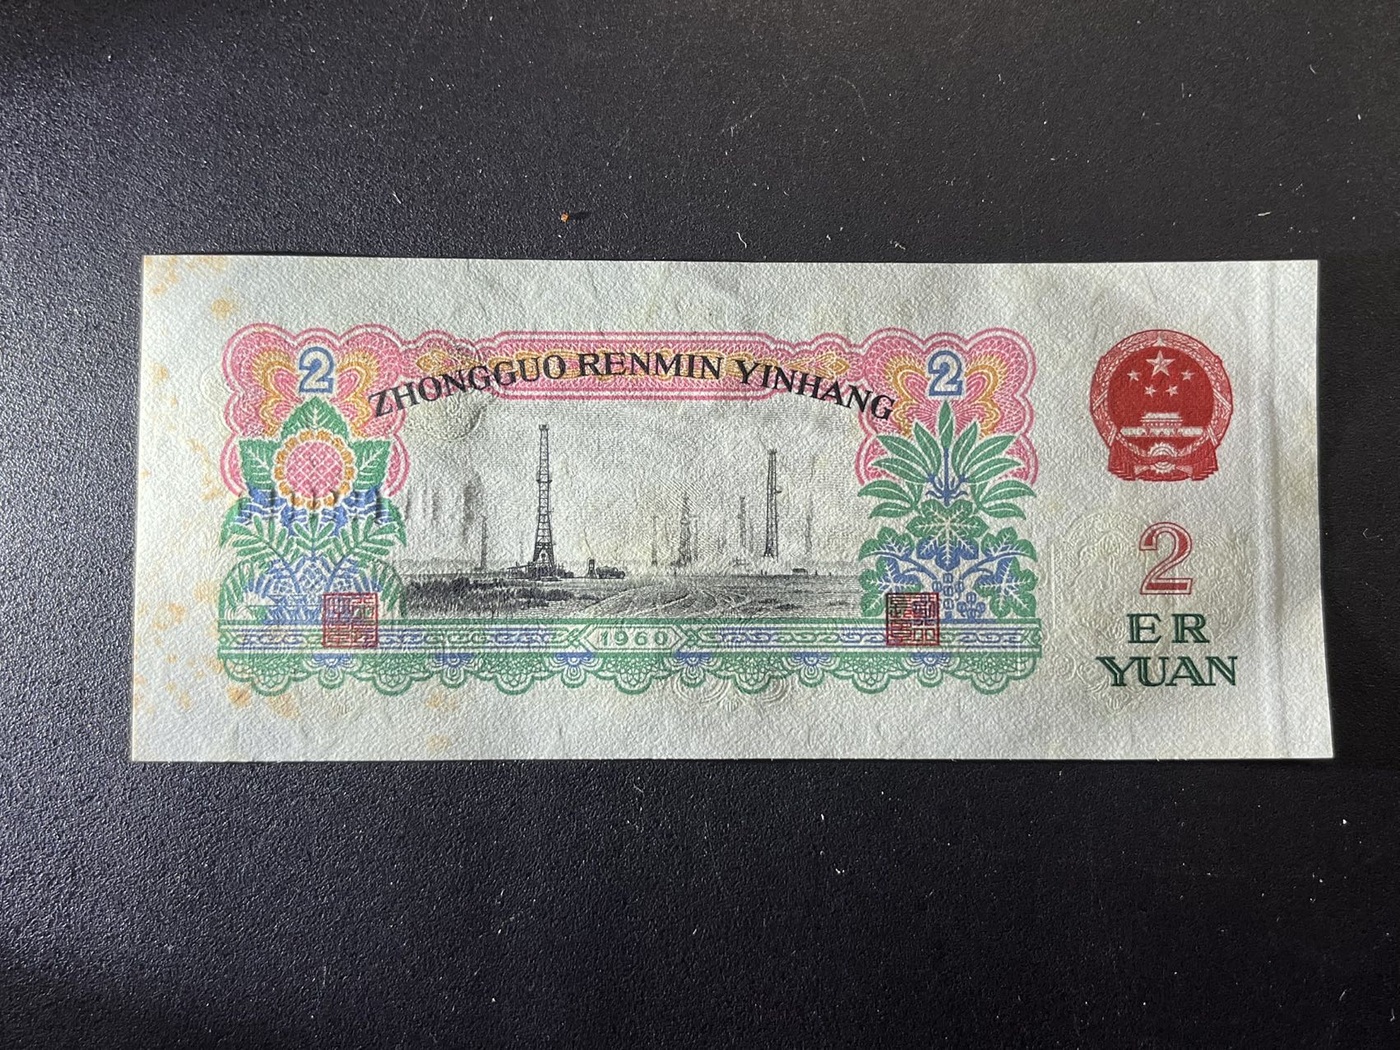 2
ZHONGGUO RENMIN YINHANG
2
1960
2
ER
YUAN